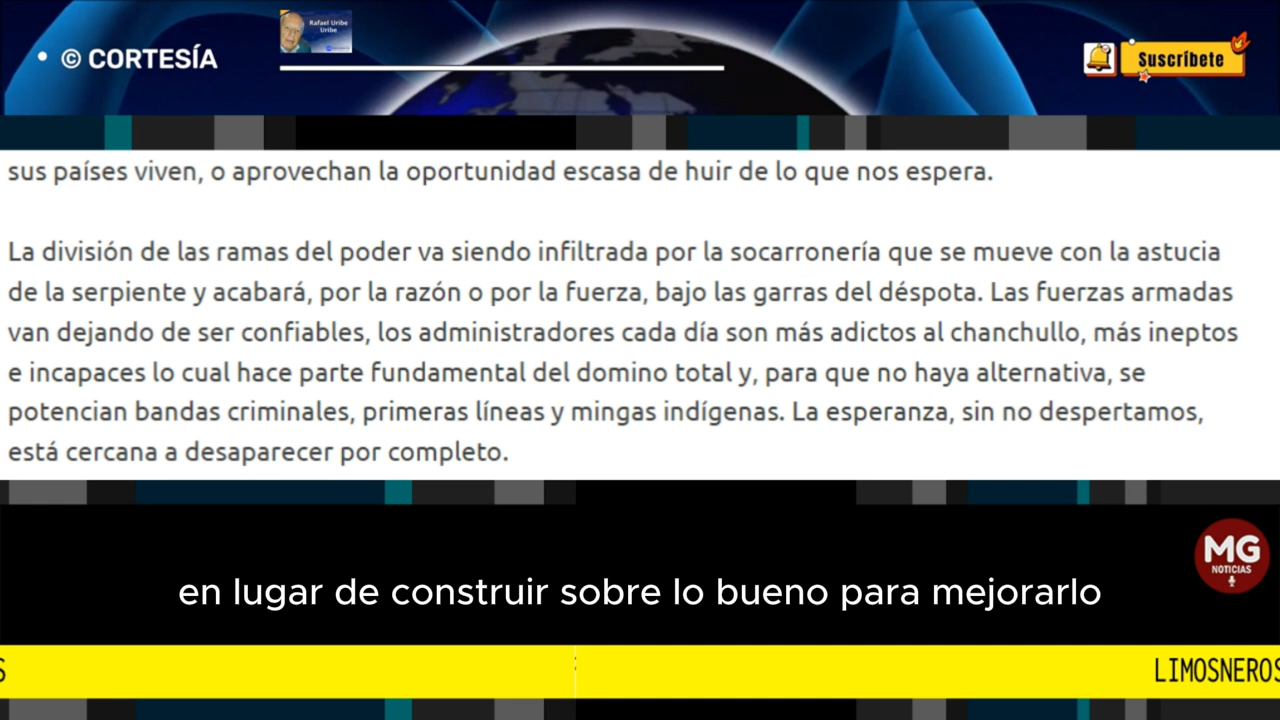 Rafael Uribe
Uribe
• © CORTESÍA
Suscríbete
sus países viven, o aprovechan la oportunidad escasa de huir de lo que nos espera.
La división de las ramas del poder va siendo infiltrada por la socarronería que se mueve con la astucia
de la serpiente y acabará, por la razón o por la fuerza, bajo las garras del déspota. Las fuerzas armadas
van dejando de ser confiables, los administradores cada día son más adictos al chanchullo, más ineptos
e incapaces lo cual hace parte fundamental del domino total y, para que no haya alternativa, se
potencian bandas criminales, primeras líneas y mingas indígenas. La esperanza, sin no despertamos,
está cercana a desaparecer por completo.
MG
NOTICIAS
en lugar de construir sobre lo bueno para mejorarlo
S LIMOSNEROS